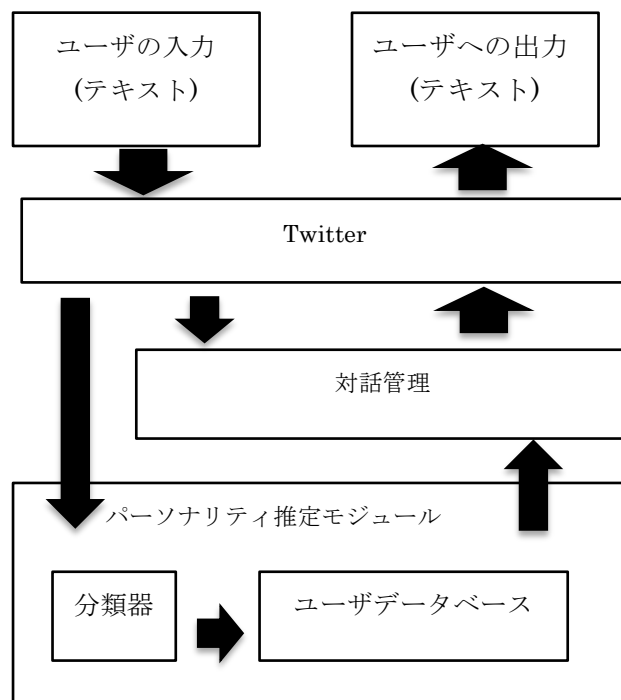 ユーザの入力
(テキスト)
ユーザへの出力
(テキスト)
Twitter
対話管理
パーソナリティ推定モジュール
分類器
ユーザデータベース